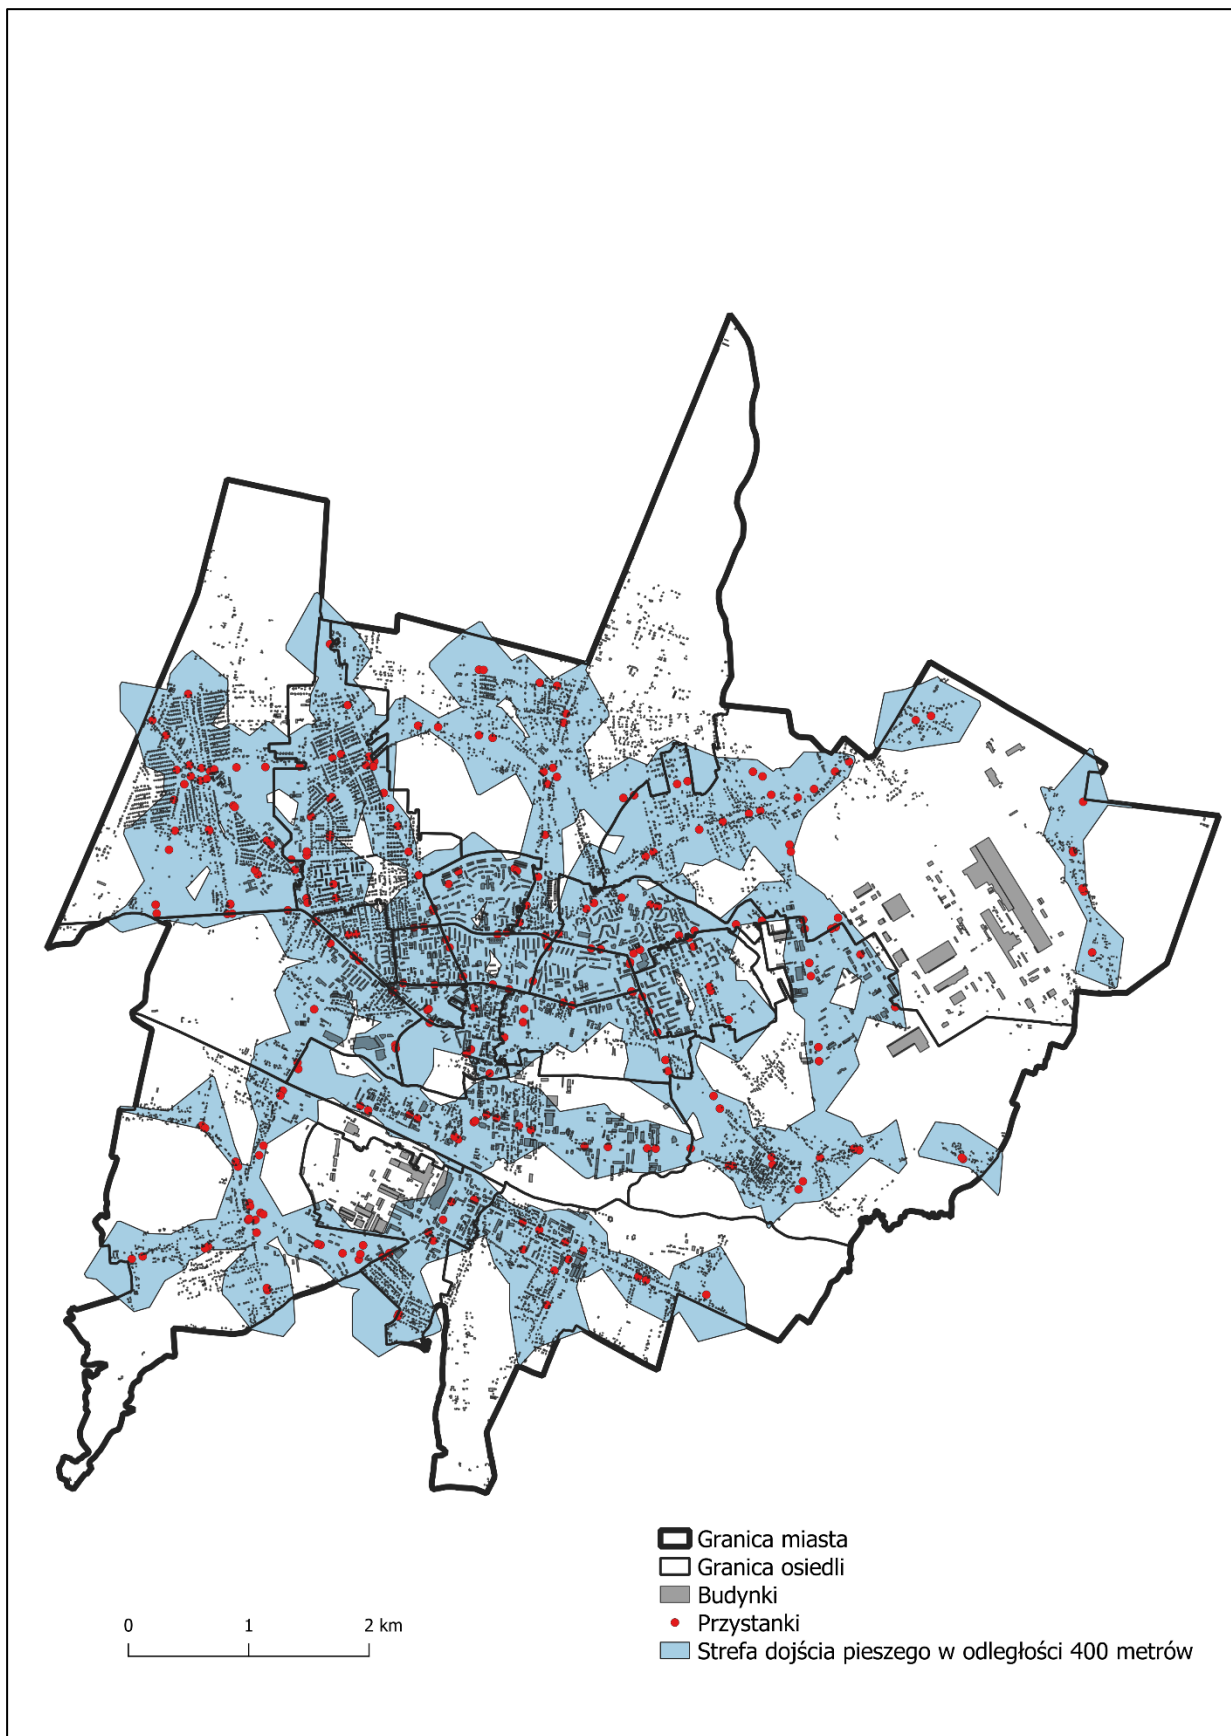 Granica miasta
Granica osiedli
Budynki
Przystanki
Strefa dojścia pieszego w odległości 400 metrów
0 1 2 km